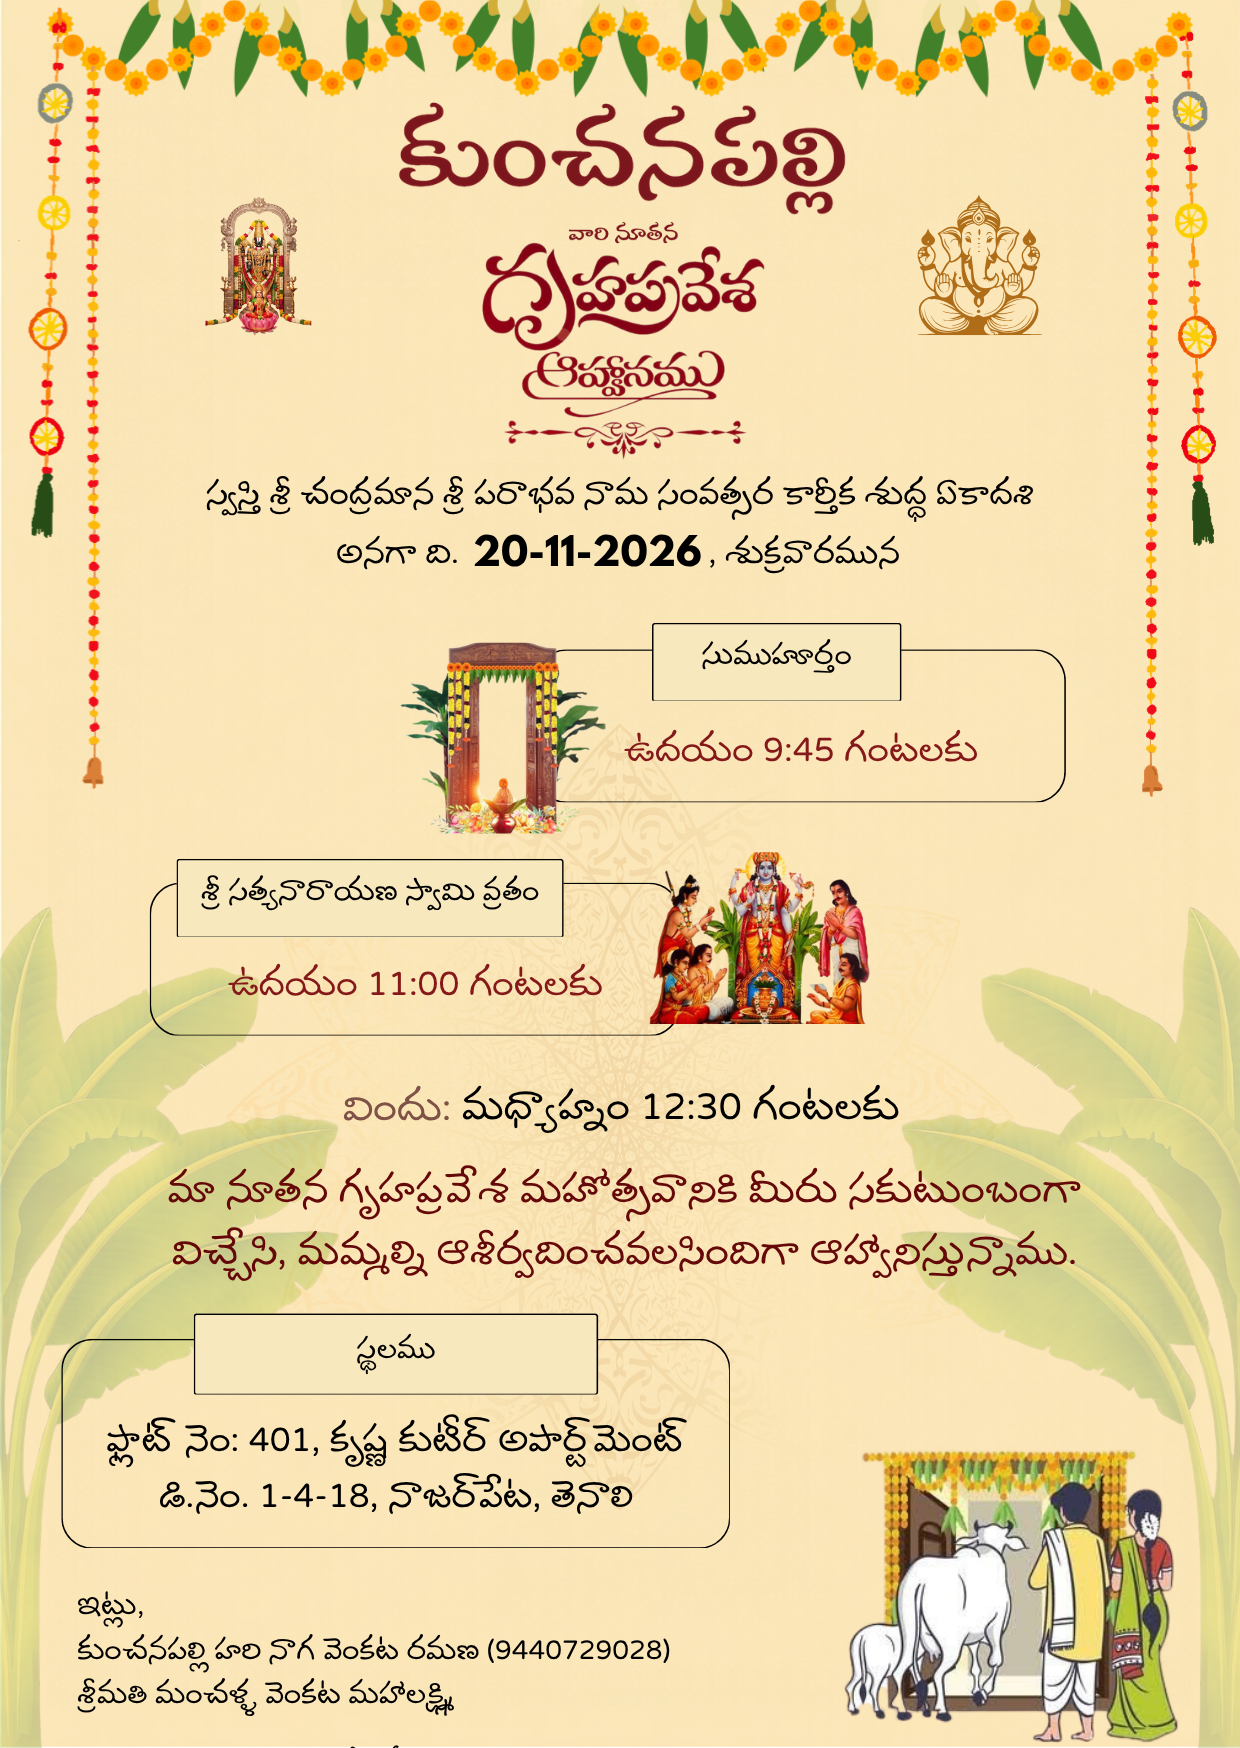 కుంచనపల్లి
వారి నూతన
గృహప్రవేశ
ఆహ్వానము
స్వస్తి శ్రీ చంద్రమాన శ్రీ పరాభవ నామ సంవత్సర కార్తీక శుద్ధ ఏకాదశి
అనగా ది. 20-11-2026 , శుక్రవారమున
సుముహూర్తం
ఉదయం 9:45 గంటలకు
శ్రీ సత్యనారాయణ స్వామి వ్రతం
ఉదయం 11:00 గంటలకు
విందు: మధ్యాహ్నం 12:30 గంటలకు
మా నూతన గృహప్రవేశ మహోత్సవానికి మీరు సకుటుంబంగా
విచ్చేసి, మమ్మల్ని ఆశీర్వదించవలసిందిగా ఆహ్వానిస్తున్నాము.
స్థలము
ఫ్లాట్ నెం: 401, కృష్ణ కుటీర్ అపార్ట్‌మెంట్
డి.నెం. 1-4-18, నాజర్‌పేట, తెనాలి
ఇట్లు,
కుంచనపల్లి హరి నాగ వెంకట రమణ (9440729028)
శ్రీమతి మంచళ్ళ వెంకట మహాలక్ష్మి